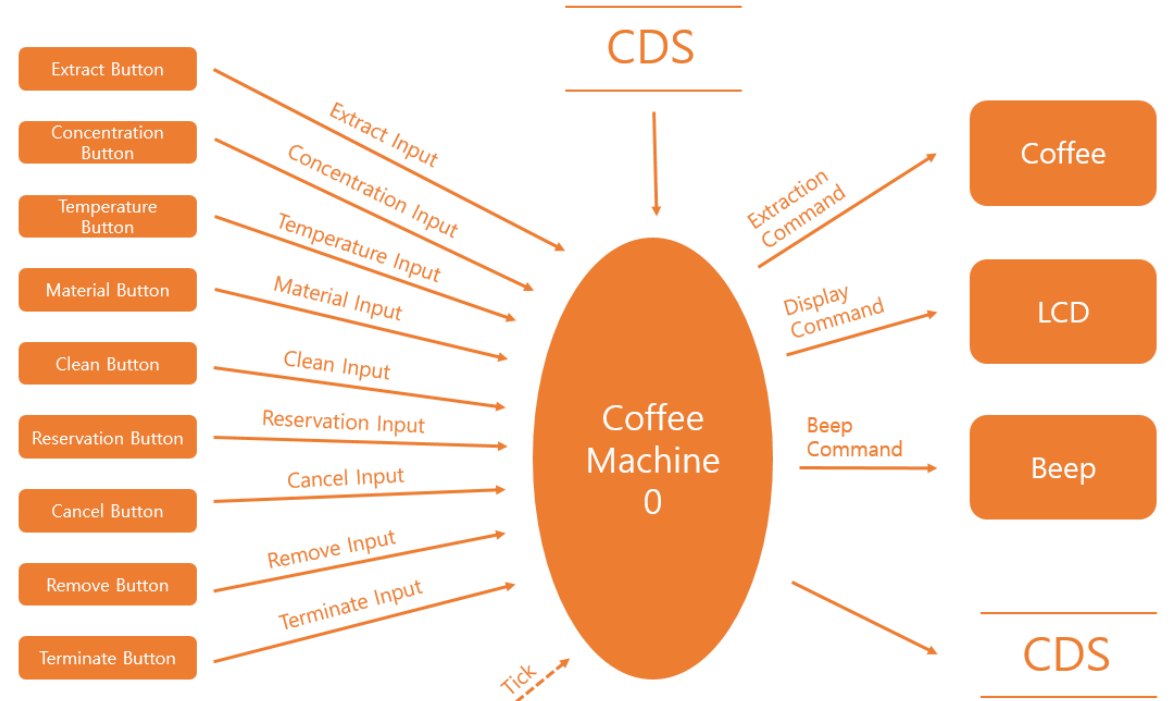 Extract Button
Concentration
Button
Temperature
Button
Material Button
Clean Button
Reservation Button
Cancel Button
Remove Button
Terminate Button
Extract Input
Concentration Input
Temperature Input
Material Input
Clean Input
Reservation Input
Cancel Input
Remove Input
Terminate Input
Tick
CDS
Coffee
Machine
0
Extraction
Command
Display
Command
Beep
Command
Coffee
LCD
Beep
CDS